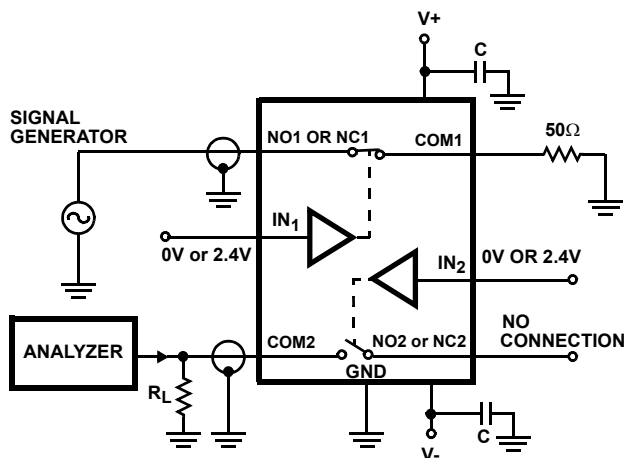 V+
C
SIGNAL
GENERATOR
NO1 OR NC1
COM1
50Ω
IN1
0V or 2.4V
IN2
0V OR 2.4V
ANALYZER
COM2
NO2 or NC2
NO
CONNECTION
GND
RL
C
V-